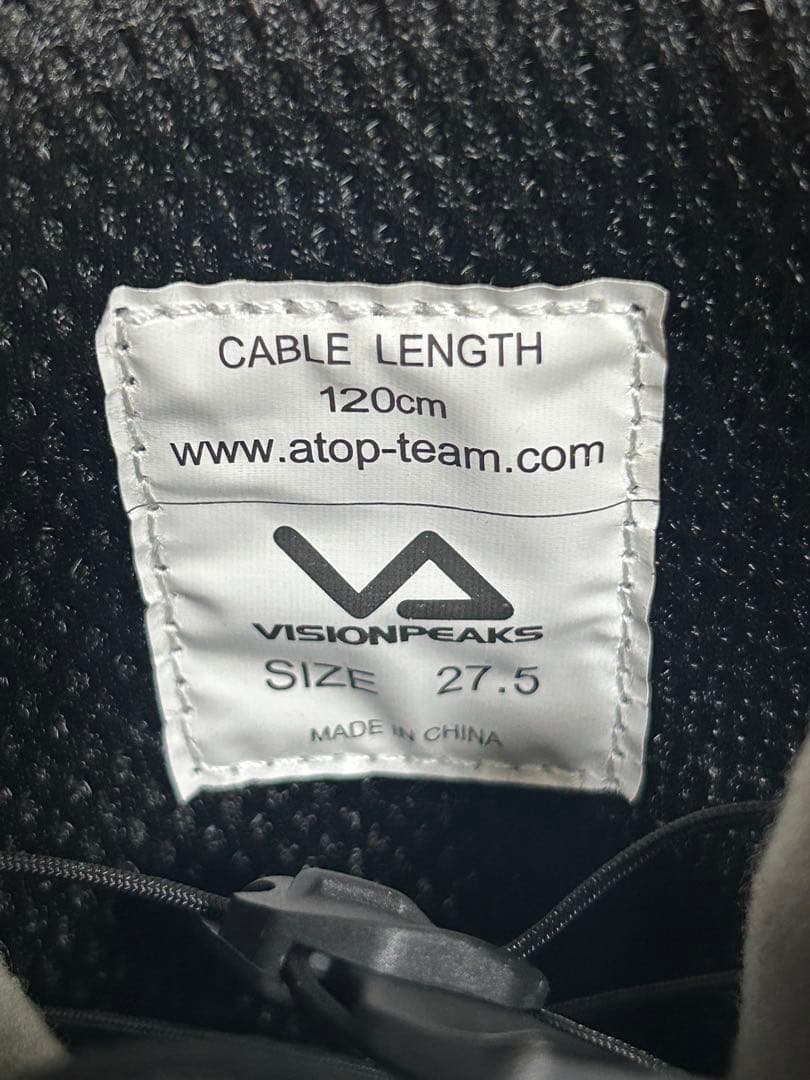 CABLE LENGTH
120cm
www.atop-team.com
VISIONPEAKS
SIZE 27.5
MADE IN CHINA